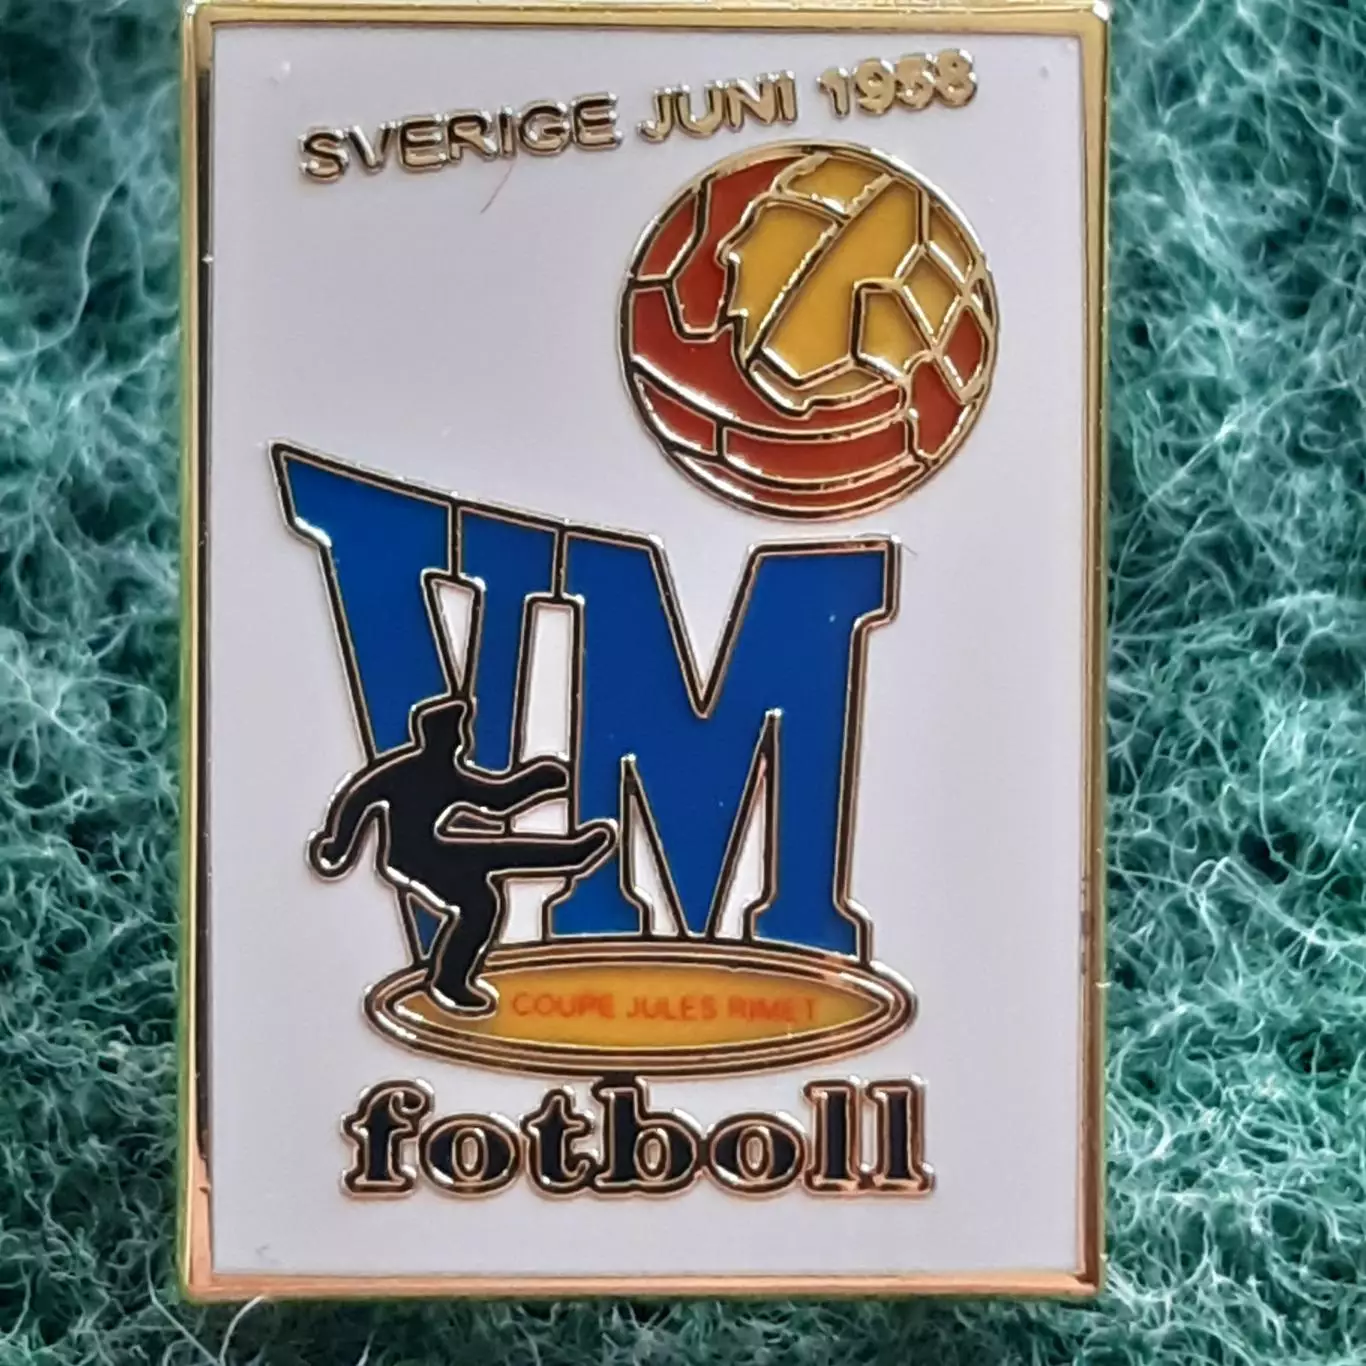 SVERIGE JUNI 1958
VM
COUPE JULES RIMET
fotboll